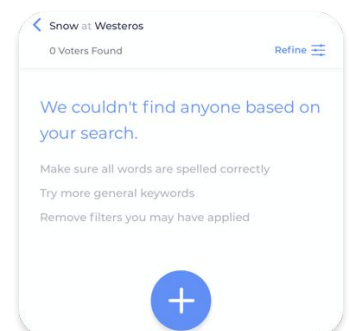 Snow at Westeros
0 Voters Found
Refine
We couldn't find anyone based on
your search.
Make sure all words are spelled correctly
Try more general keywords
Remove filters you may have applied